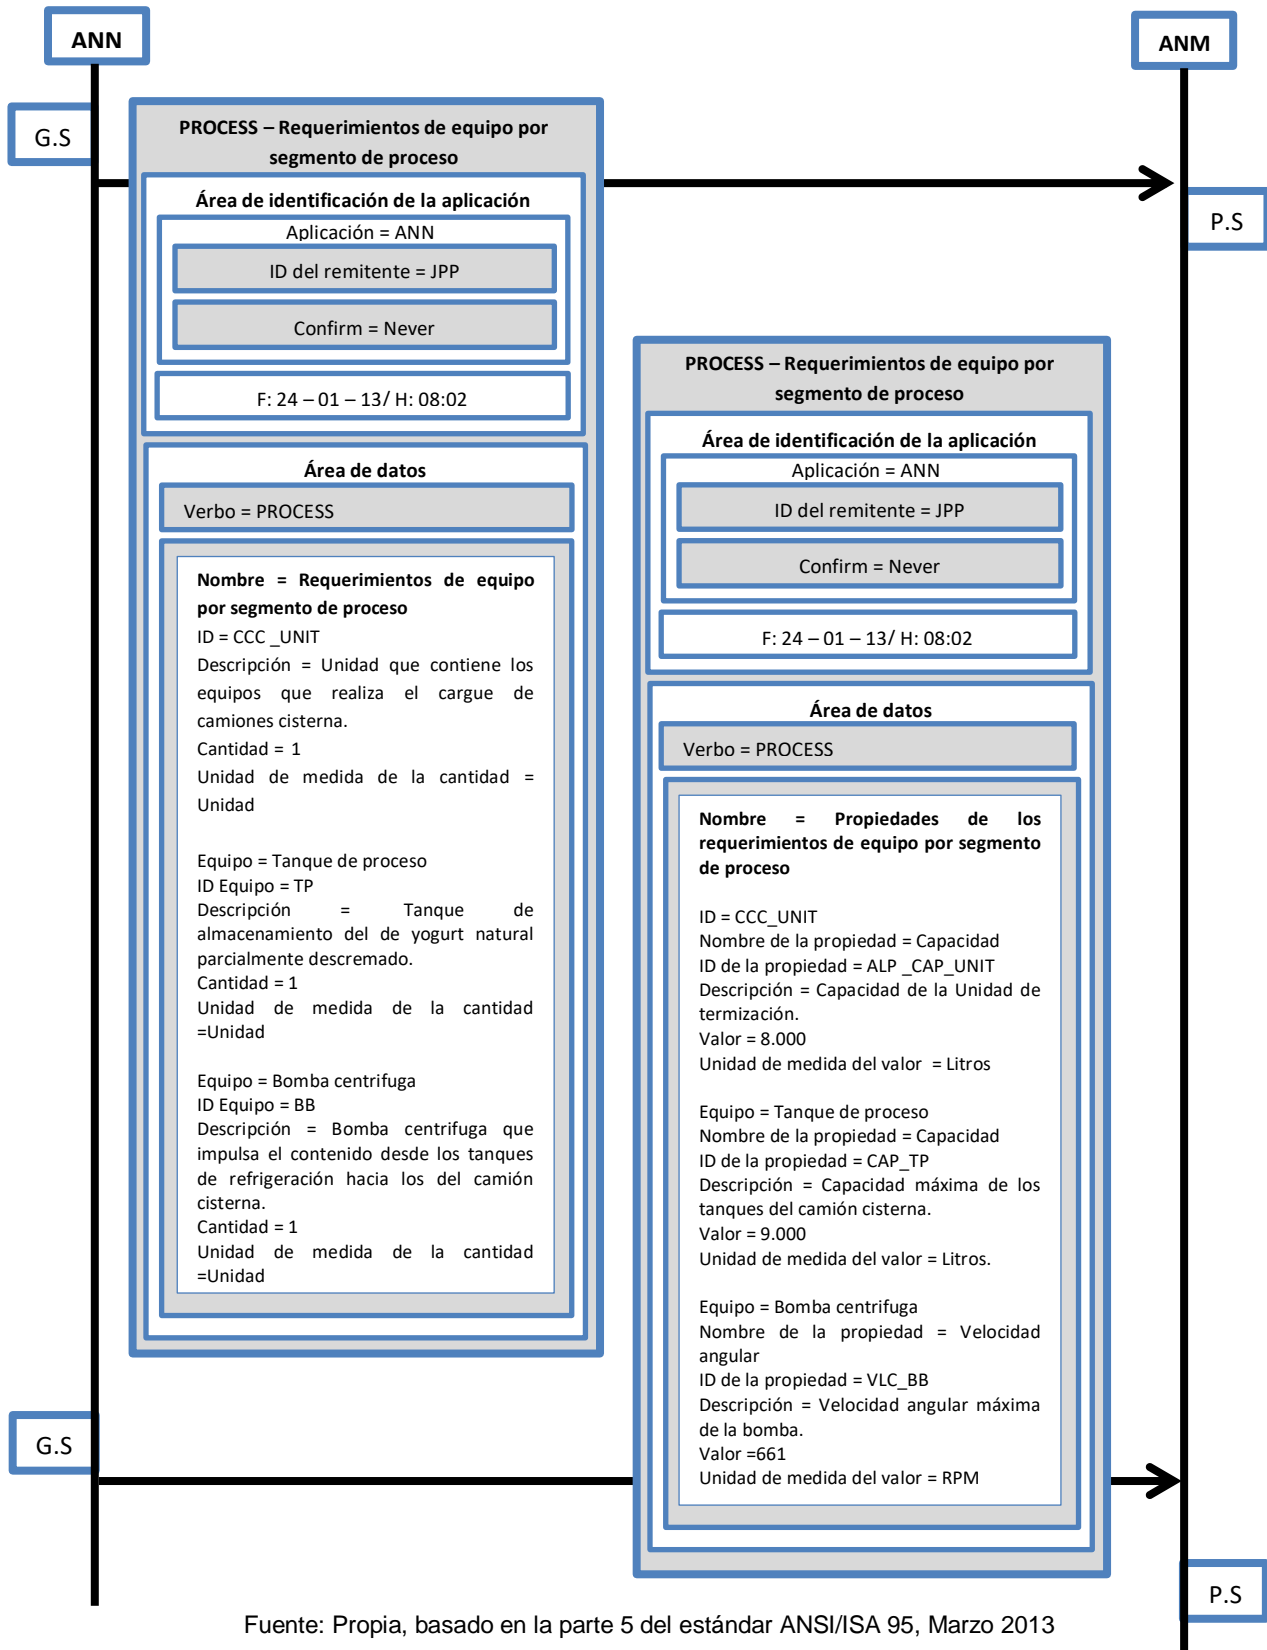 ANN
ANM
G.S
P.S
PROCESS – Requerimientos de equipo por
segmento de proceso
Área de identificación de la aplicación
Aplicación = ANN
ID del remitente = JPP
Confirm = Never
F: 24 – 01 – 13/ H: 08:02
Área de datos
Verbo = PROCESS
Nombre = Requerimientos de equipo
por segmento de proceso
ID = CCC _UNIT
Descripción = Unidad que contiene los
equipos que realiza el cargue de
camiones cisterna.
Cantidad = 1
Unidad de medida de la cantidad =
Unidad
Equipo = Tanque de proceso
ID Equipo = TP
Descripción = Tanque de
almacenamiento del de yogurt natural
parcialmente descremado.
Cantidad = 1
Unidad de medida de la cantidad
=Unidad
Equipo = Bomba centrifuga
ID Equipo = BB
Descripción = Bomba centrifuga que
impulsa el contenido desde los tanques
de refrigeración hacia los del camión
cisterna.
Cantidad = 1
Unidad de medida de la cantidad
=Unidad
PROCESS – Requerimientos de equipo por
segmento de proceso
Área de identificación de la aplicación
Aplicación = ANN
ID del remitente = JPP
Confirm = Never
F: 24 – 01 – 13/ H: 08:02
Área de datos
Verbo = PROCESS
Nombre = Propiedades de los
requerimientos de equipo por segmento
de proceso
ID = CCC_UNIT
Nombre de la propiedad = Capacidad
ID de la propiedad = ALP _CAP_UNIT
Descripción = Capacidad de la Unidad de
termización.
Valor = 8.000
Unidad de medida del valor = Litros
Equipo = Tanque de proceso
Nombre de la propiedad = Capacidad
ID de la propiedad = CAP_TP
Descripción = Capacidad máxima de los
tanques del camión cisterna.
Valor = 9.000
Unidad de medida del valor = Litros.
Equipo = Bomba centrifuga
Nombre de la propiedad = Velocidad
angular
ID de la propiedad = VLC_BB
Descripción = Velocidad angular máxima
de la bomba.
Valor =661
Unidad de medida del valor = RPM
G.S
P.S
Fuente: Propia, basado en la parte 5 del estándar ANSI/ISA 95, Marzo 2013